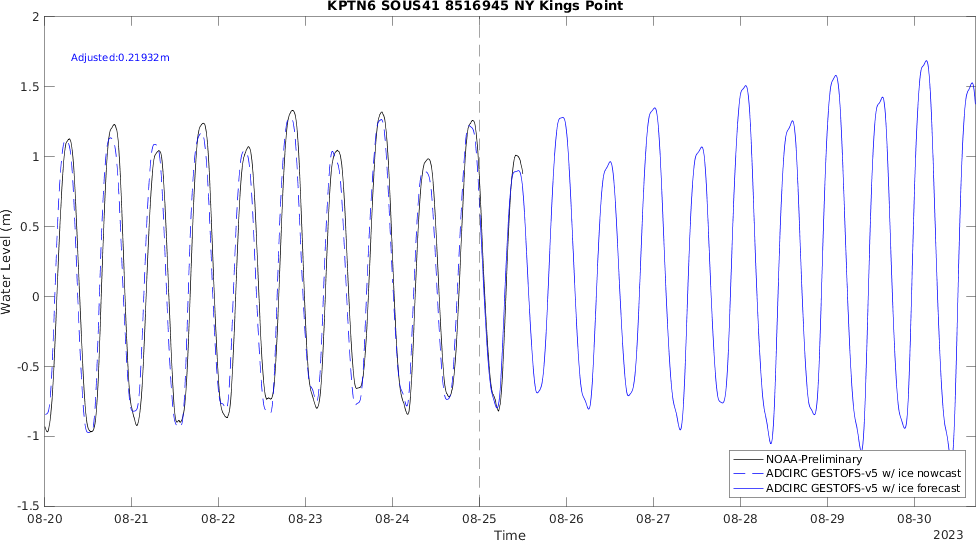 KPTN6 SOUS41 8516945 NY Kings Point
Adjusted:0.21932m
2
1.5
1
0.5
0
-0.5
-1
-1.5
Water Level (m)
NOAA-Preliminary
ADCIRC GESTOFS-v5 w/ ice nowcast
ADCIRC GESTOFS-v5 w/ ice forecast
08-20 08-21 08-22 08-23 08-24 08-25 08-26 08-27 08-28 08-29 08-30
Time
2023